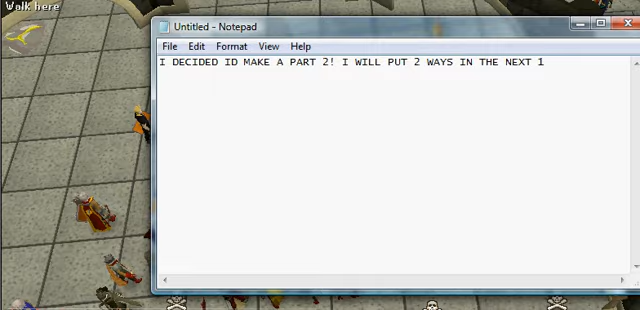 Walk here
Untitled - Notepad
File Edit Format View Help
I DECIDED ID MAKE A PART 2! I WILL PUT 2 WAYS IN THE NEXT 1